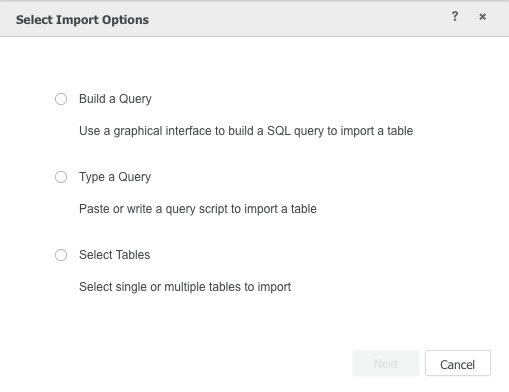 Select Import Options
?
×
Build a Query
Use a graphical interface to build a SQL query to import a table
Type a Query
Paste or write a query script to import a table
Select Tables
Select single or multiple tables to import
Next
Cancel